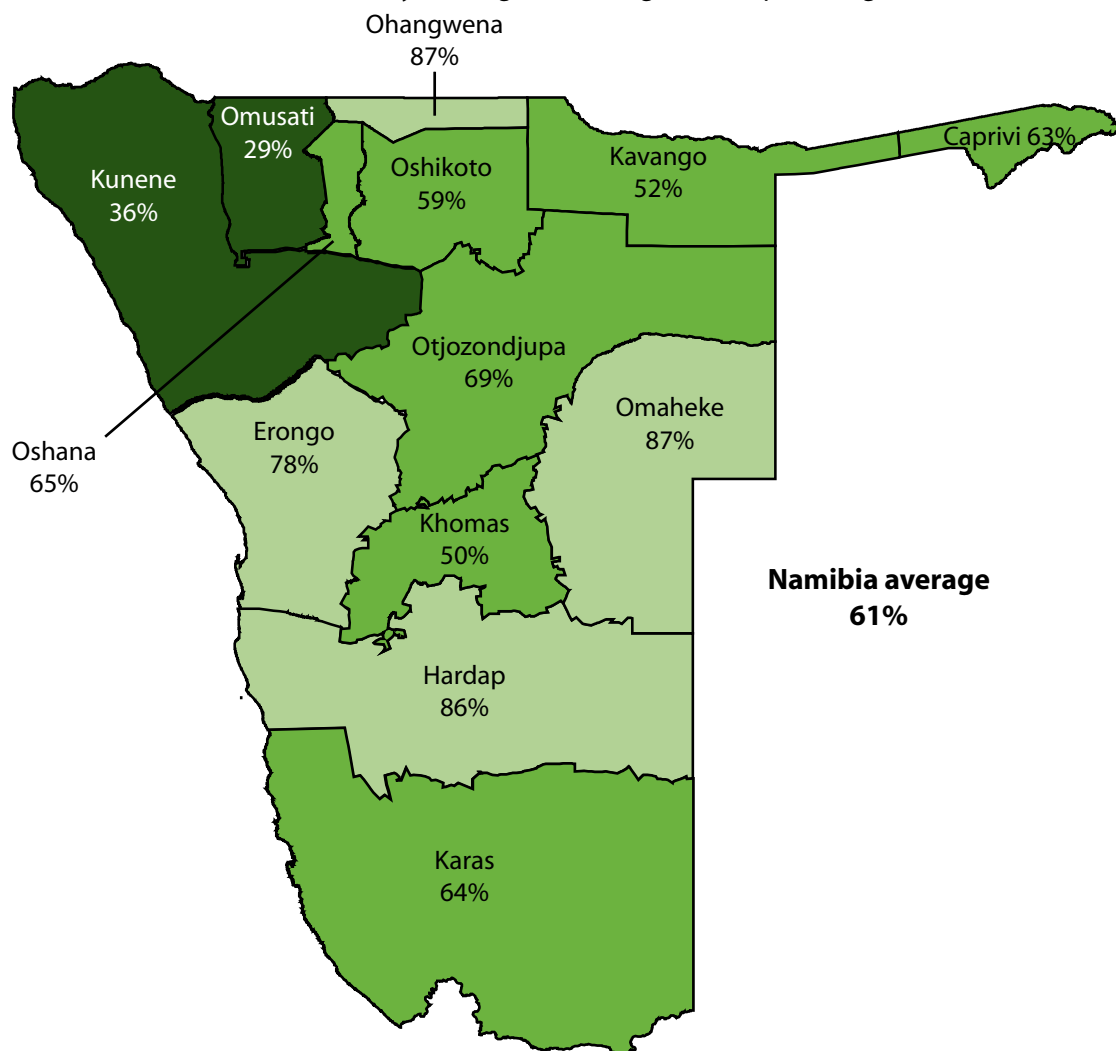 Ohangwena
87%
Omusati
29%
Kunene
36%
Oshikoto
59%
Kavango
52%
Caprivi 63%
Otjozondjupa
69%
Omaheke
87%
Erongo
78%
Oshana
65%
Khomas
50%
Namibia average
61%
Hardap
86%
Karas
64%